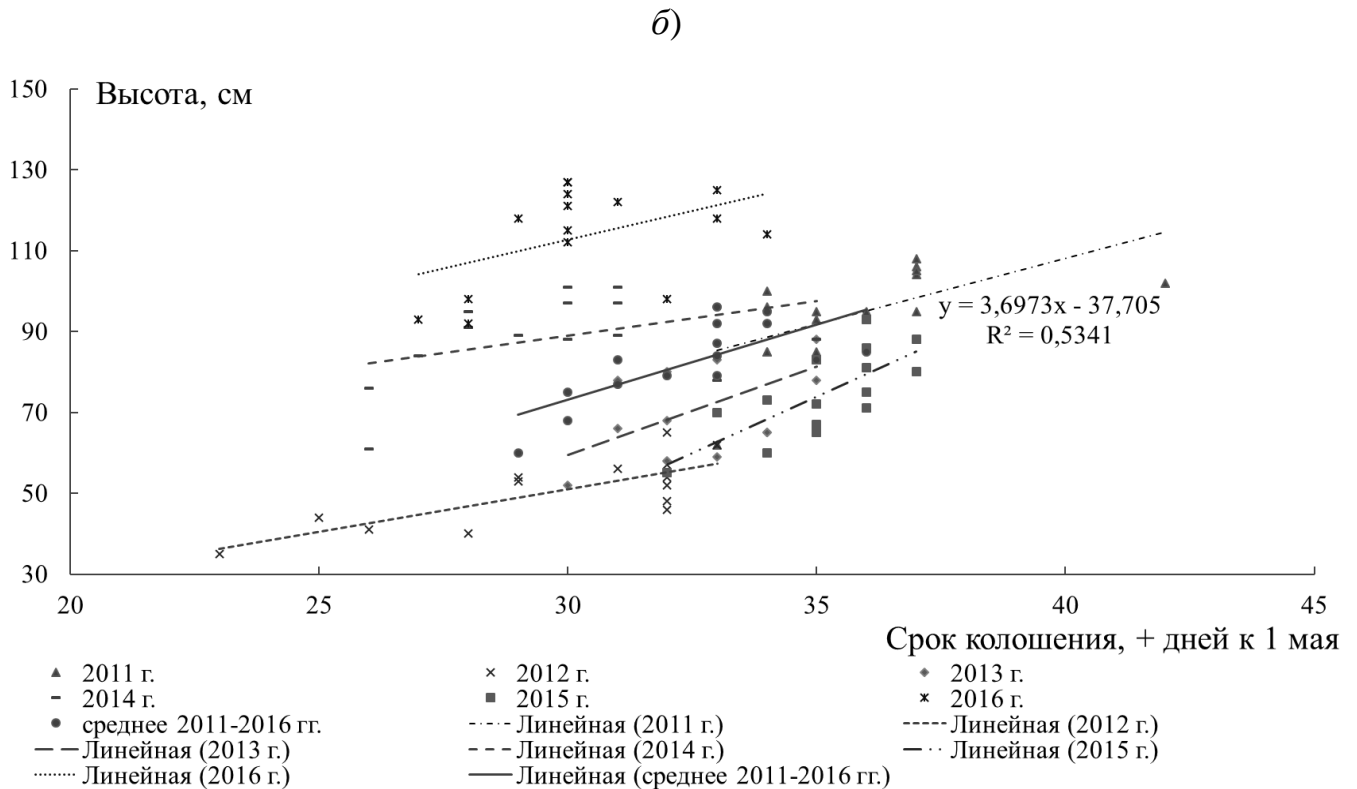 б)
Высота, см
150
130
110
90
70
50
30
y = 3,6973x - 37,705
R² = 0,5341
20 25 30 35 40 45
Срок колошения, + дней к 1 мая
2011 г. 2012 г. 2013 г.
2014 г. 2015 г. 2016 г.
среднее 2011-2016 гг. Линейная (2011 г.) Линейная (2012 г.)
Линейная (2013 г.) Линейная (2014 г.) Линейная (2015 г.)
Линейная (2016 г.) Линейная (среднее 2011-2016 гг.)